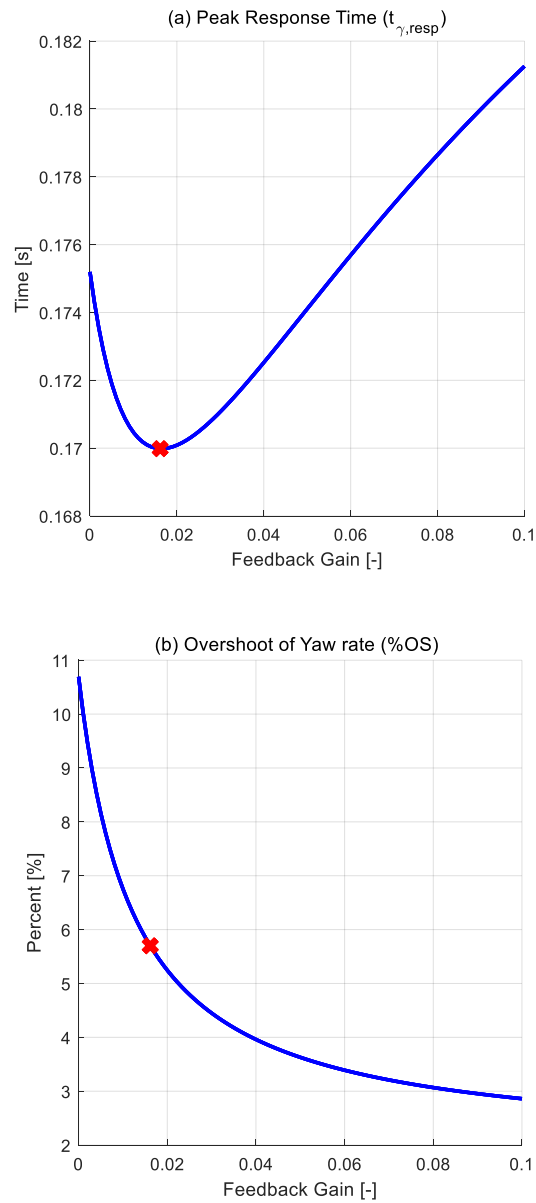 (a) Peak Response Time (t_γ,resp)
0.182
0.18
0.178
0.176
0.174
0.172
0.17
0.168
Time [s]
0 0.02 0.04 0.06 0.08 0.1
Feedback Gain [-]
(b) Overshoot of Yaw rate (%OS)
11
10
9
8
7
6
5
4
3
2
Percent [%]
0 0.02 0.04 0.06 0.08 0.1
Feedback Gain [-]